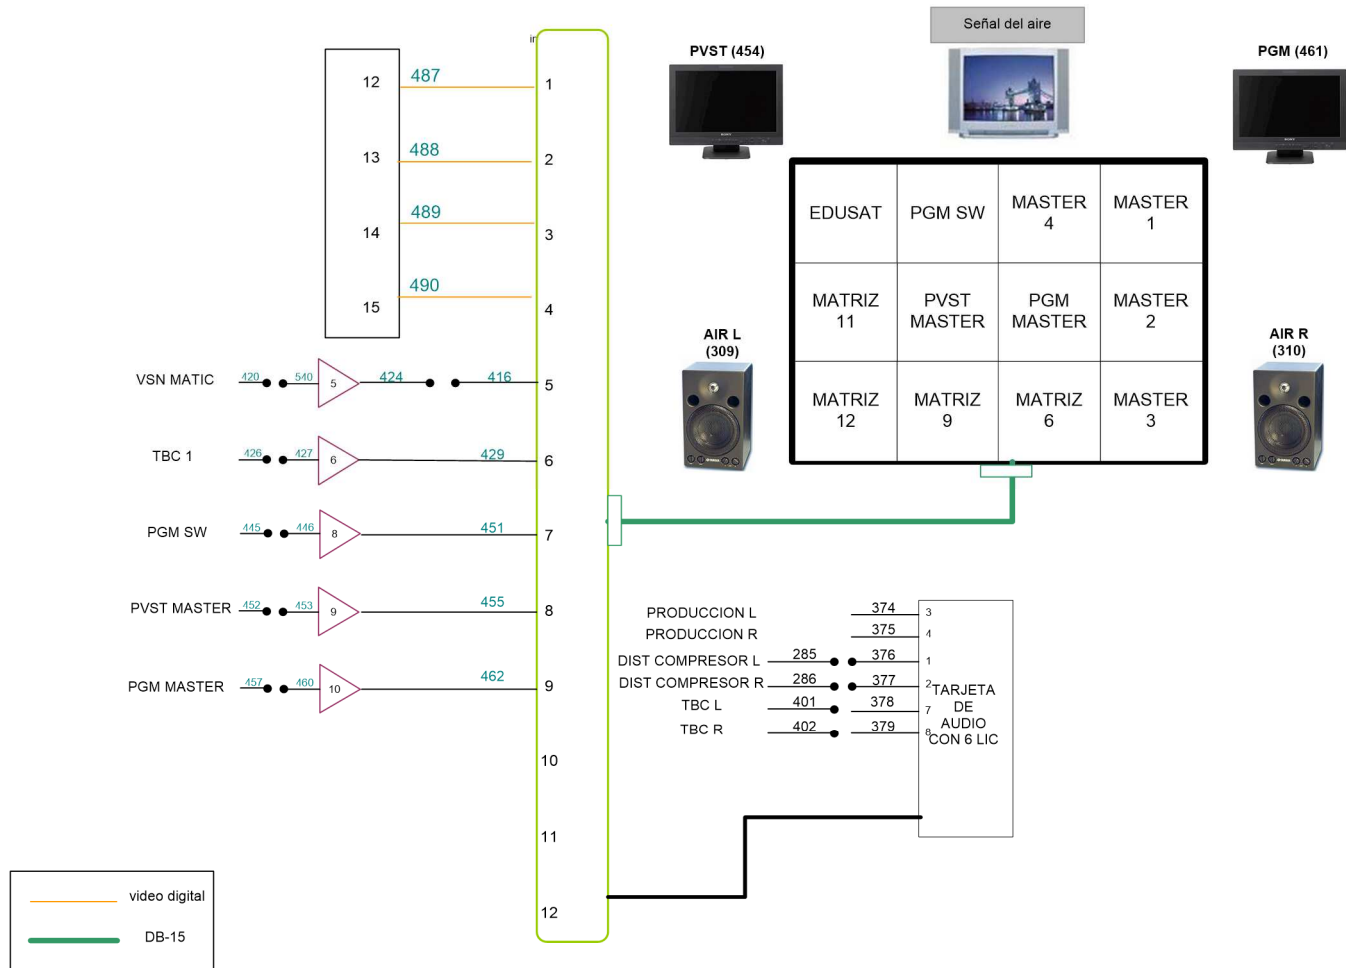 Señal del aire
PVST (454)
PGM (461)
in
12 487 1
13 488 2
14 489 3
15 490 4
EDUSAT PGM SW MASTER 4 MASTER 1
MATRIZ 11 PVST MASTER PGM MASTER MASTER 2
MATRIZ 12 MATRIZ 9 MATRIZ 6 MASTER 3
AIR L
(309)
AIR R
(310)
VSN MATIC 420 540 5 424 416 5
TBC 1 426 427 6 429 6
PGM SW 445 446 8 451 7
PVST MASTER 452 453 9 455 8
PGM MASTER 457 460 10 462 9
10
11
12
PRODUCCION L 374 3
PRODUCCION R 375 4
DIST COMPRESOR L 285 376 1
DIST COMPRESOR R 286 377 2
TBC L 401 378 7
TBC R 402 379 8
TARJETA
DE
AUDIO
CON 6 LIC
video digital
DB-15